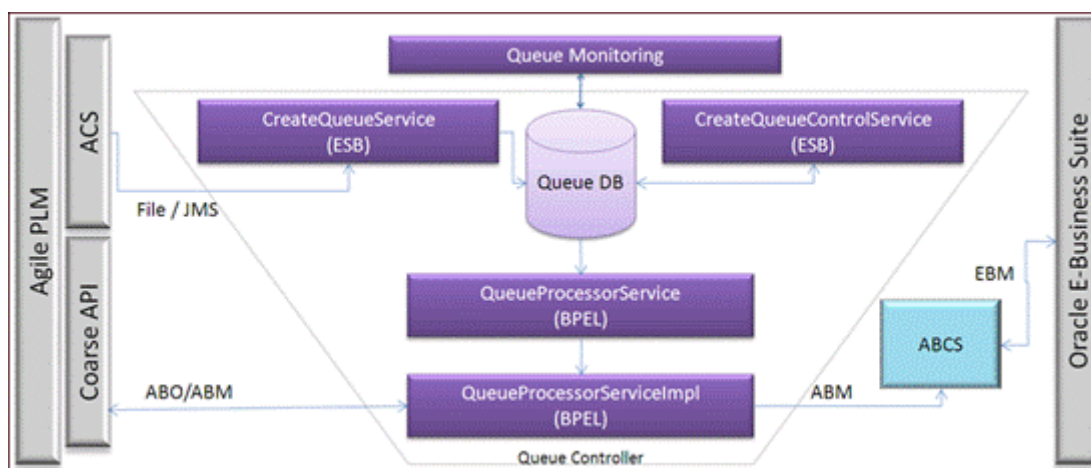 Agile PLM
ACS
Coarse API
Queue Monitoring
CreateQueueService
(ESB)
CreateQueueControlService
(ESB)
Queue DB
File / JMS
QueueProcessorService
(BPEL)
QueueProcessorServiceImpl
(BPEL)
ABO/ABM
ABM
ABCS
EBM
Oracle E-Business Suite
Queue Controller